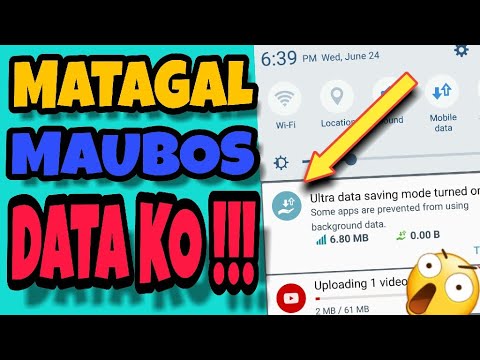 MATAGAL
MAUBOS
DATA KO !!!
6:39 PM Wed, June 24
Wi-Fi
Location
Sound
Mobile
data
Ultra data saving mode turned on
Some apps are prevented from using
background data.
6.80 MB 0.00 B
Uploading 1 video
2 MB / 61 MB